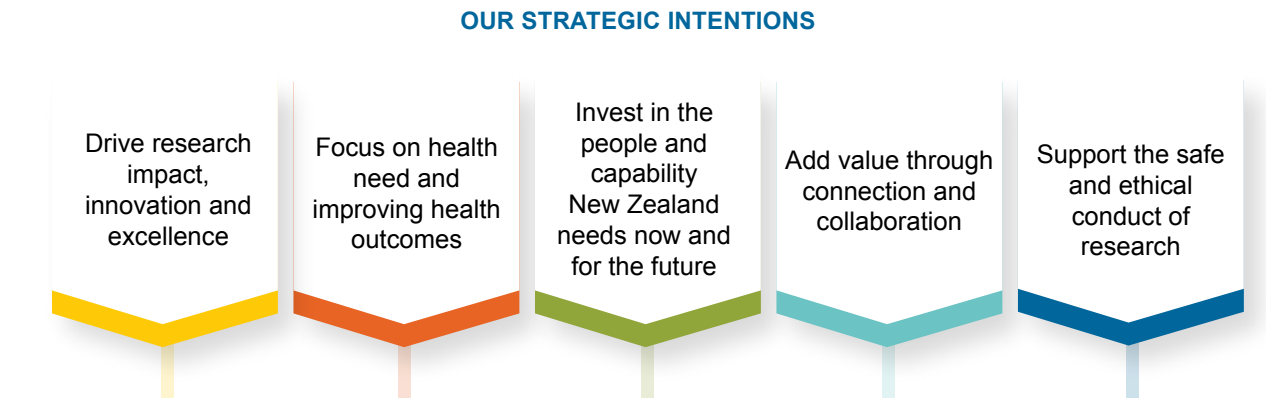 OUR STRATEGIC INTENTIONS
Drive research
impact,
innovation and
excellence
Focus on health
need and
improving health
outcomes
Invest in the
people and
capability
New Zealand
needs now and
for the future
Add value through
connection and
collaboration
Support the safe
and ethical
conduct of
research